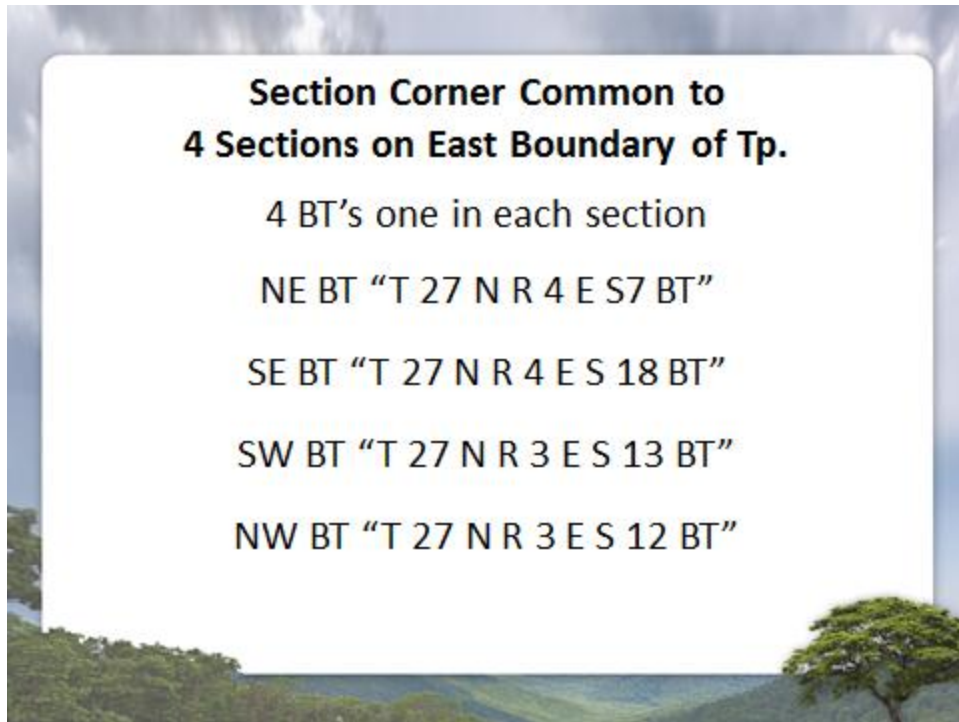 Section Corner Common to
4 Sections on East Boundary of Tp.
4 BT’s one in each section
NE BT “T 27 N R 4 E S7 BT”
SE BT “T 27 N R 4 E S 18 BT”
SW BT “T 27 N R 3 E S 13 BT”
NW BT “T 27 N R 3 E S 12 BT”